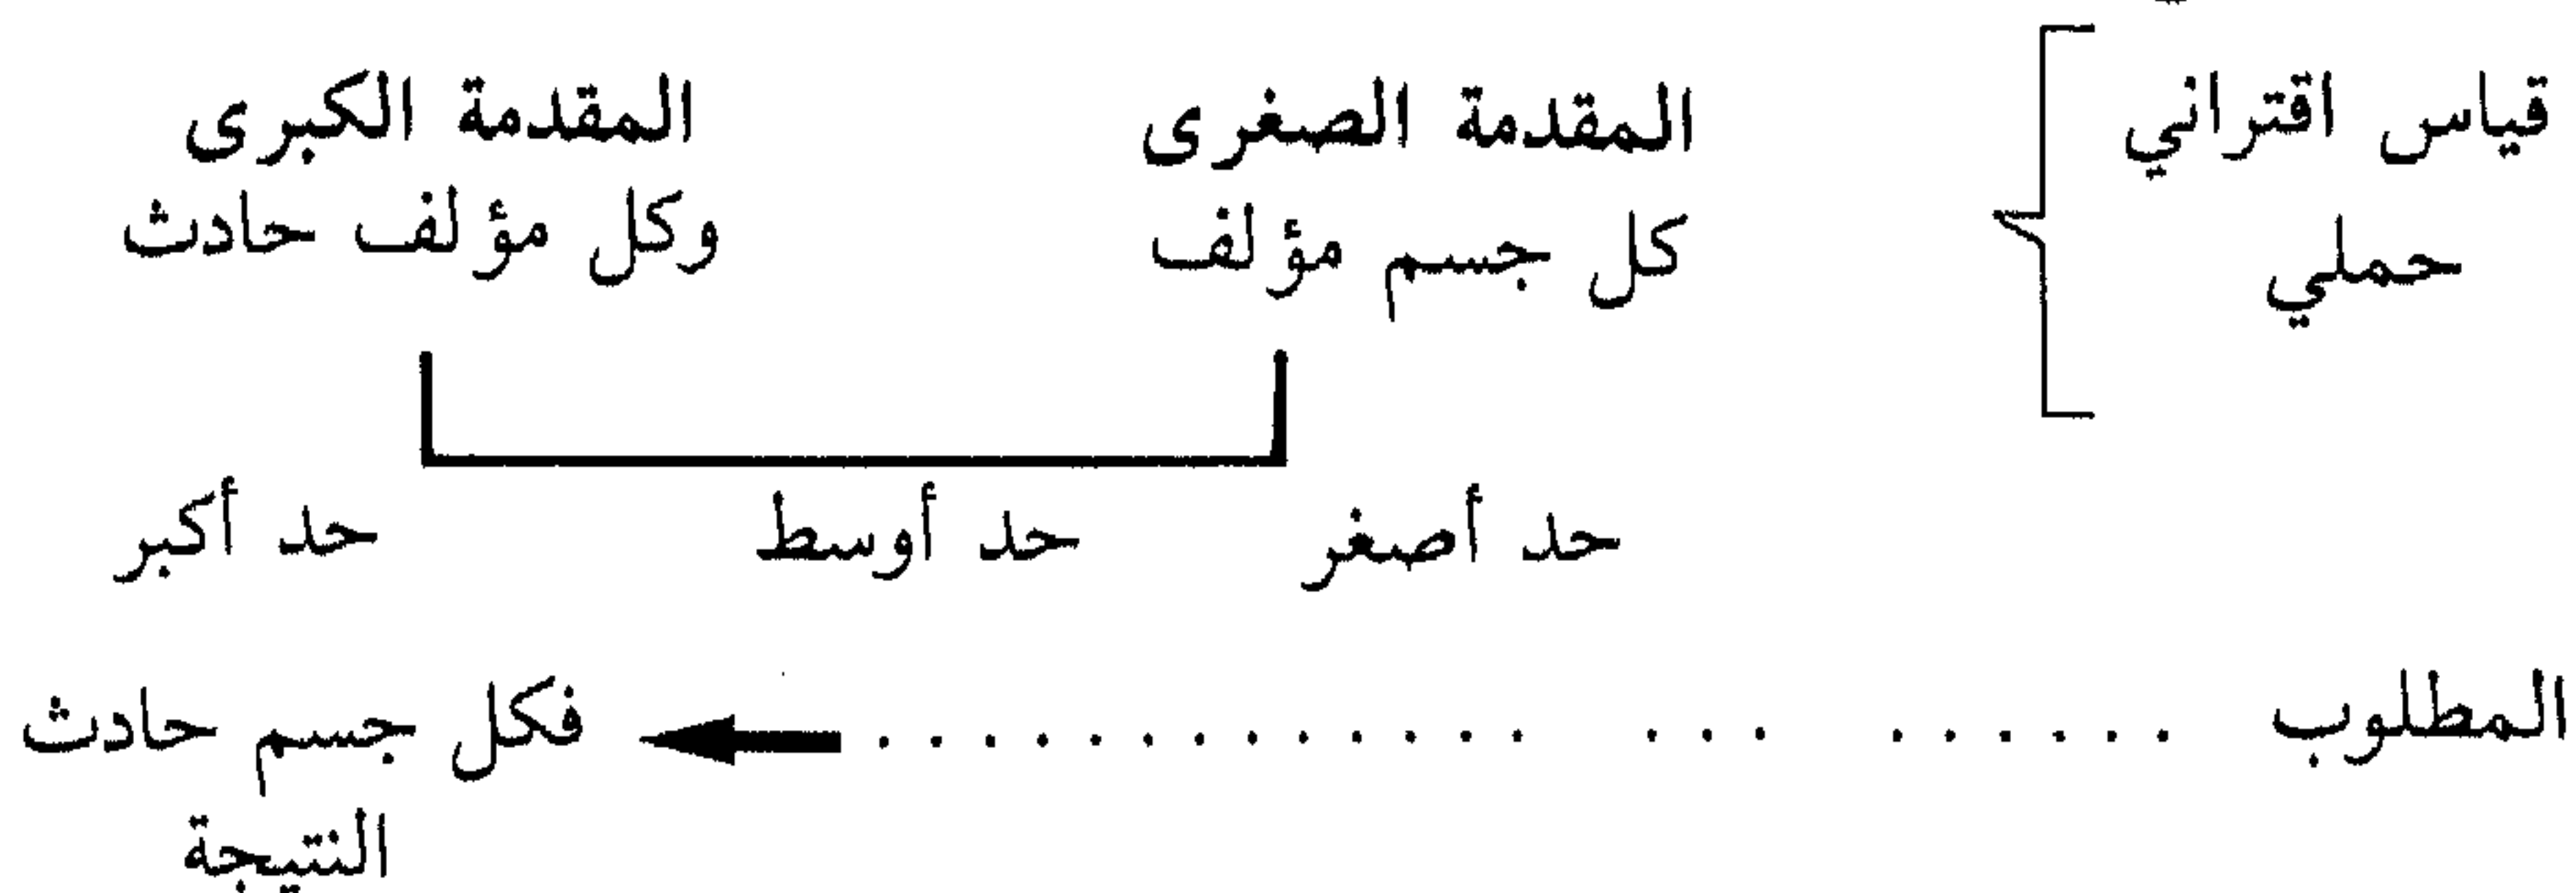 قياس اقتراني المقدمة الصغرى المقدمة الكبرى
حملي كل جسم مؤلف وكل مؤلف حادث
حد أصغر حد أوسط حد أكبر
المطلوب . . . . . . . . . . . . . . . . . . . . . . فكل جسم حادث
النتيجة